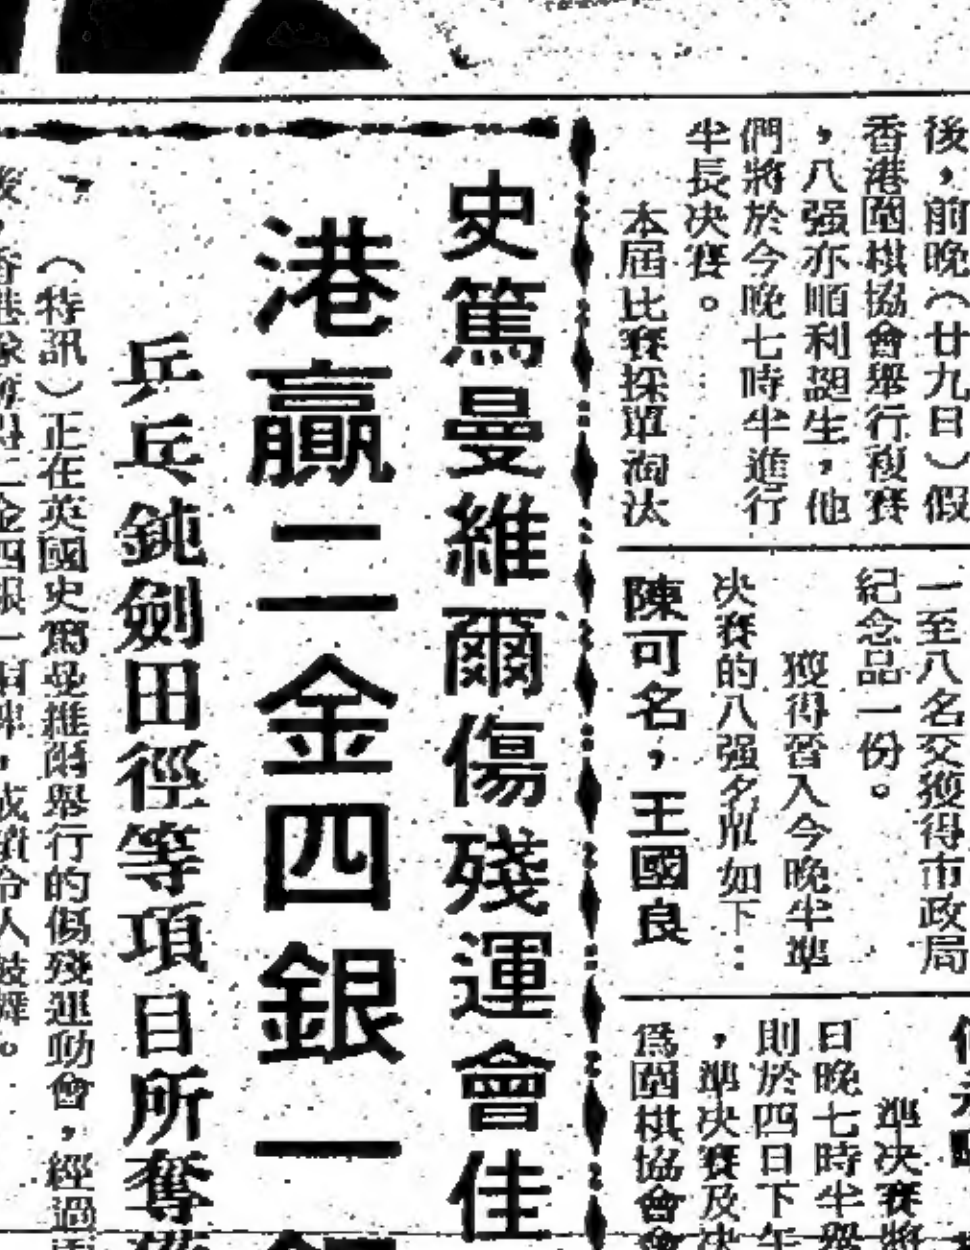 後，前晚（廿九日）假
香港圍棋協會舉行複賽
，八强亦順利誕生，他
們將於今晚七時半進行
半長決賽。
本屆比賽採單淘汰
一至八名交獲得市政局
紀念品一份。
獲得晉入今晚半準
決賽的八强名單如下：
陳可名，王國良
準決賽將
日晚七時半舉
則於四日下午
，準決賽及決
爲圍棋協會會
史篤曼維爾傷殘運會佳
港贏二金四銀一
乒乓鈍劍田徑等項目所奪獲
（特訊）正在英國史篤曼維爾舉行的傷殘運動會，經過
後，香港隊奪得二金四銀一銅牌，成績令人鼓舞。